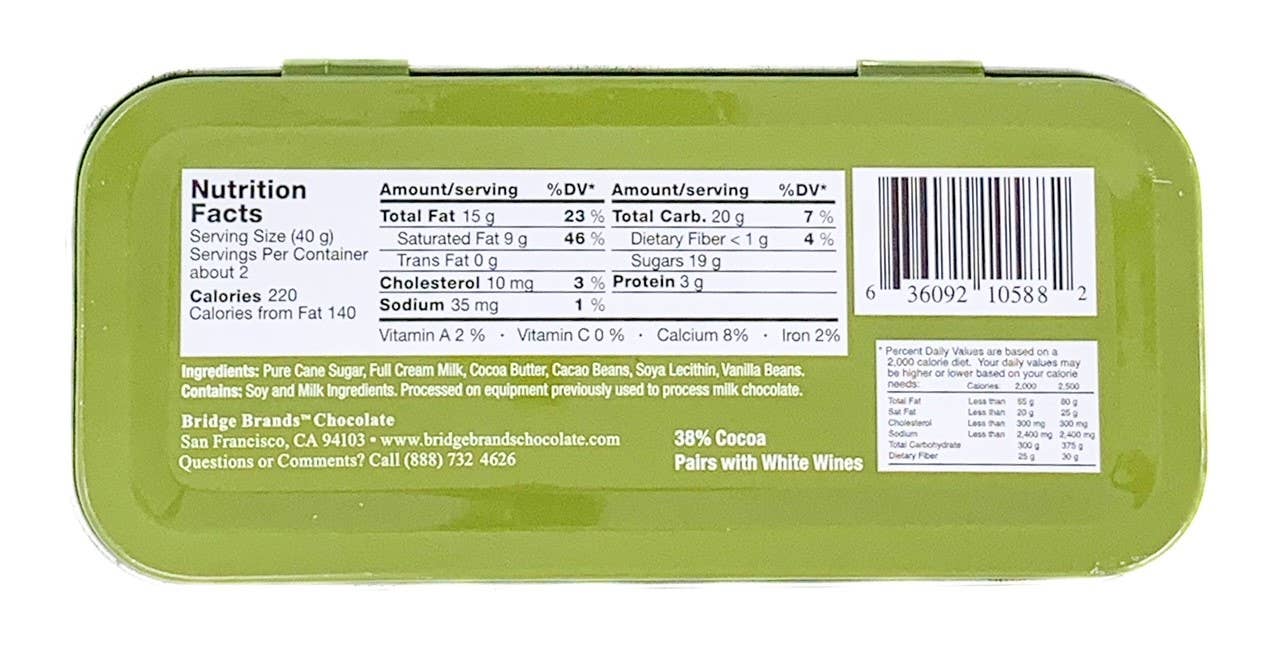 Nutrition
Facts
Serving Size (40 g)
Servings Per Container
about 2
Calories 220
Calories from Fat 140
Amount/serving %DV* Amount/serving %DV*
Total Fat 15 g 23 % Total Carb. 20 g 7 %
Saturated Fat 9 g 46 % Dietary Fiber < 1 g 4 %
Trans Fat 0 g Sugars 19 g
Cholesterol 10 mg 3 % Protein 3 g
Sodium 35 mg 1 %
Vitamin A 2 % · Vitamin C 0 % · Calcium 8% · Iron 2%
6 36092 10588 2
Ingredients: Pure Cane Sugar, Full Cream Milk, Cocoa Butter, Cacao Beans, Soya Lecithin, Vanilla Beans.
Contains: Soy and Milk Ingredients. Processed on equipment previously used to process milk chocolate.
Bridge Brands™ Chocolate
San Francisco, CA 94103 • www.bridgebrandschocolate.com
Questions or Comments? Call (888) 732 4626
38% Cocoa
Pairs with White Wines
* Percent Daily Values are based on a
2,000 calorie diet. Your daily values may
be higher or lower based on your calorie
needs: Calories: 2,000 2,500
Total Fat Less than 65 g 80 g
Sat Fat Less than 20 g 25 g
Cholesterol Less than 300 mg 300 mg
Sodium Less than 2,400 mg 2,400 mg
Total Carbohydrate 300 g 375 g
Dietary Fiber 25 g 30 g